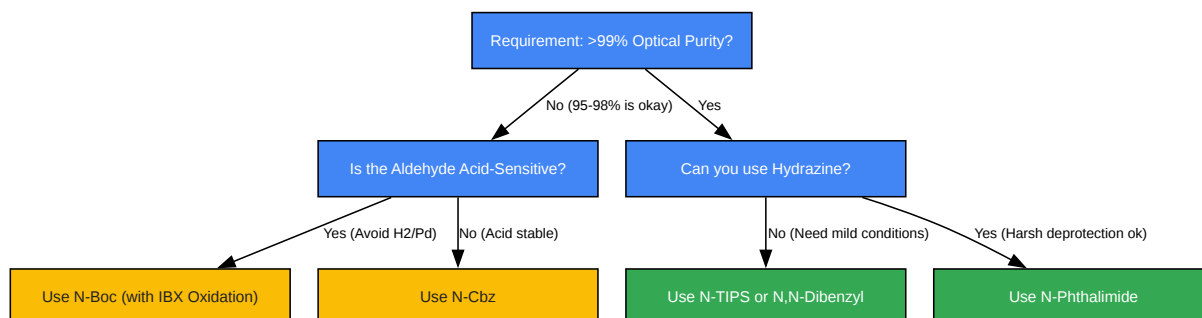 Requirement: >99% Optical Purity?
No (95-98% is okay)
Yes
Is the Aldehyde Acid-Sensitive?
Can you use Hydrazine?
Yes (Avoid H2/Pd)
No (Acid stable)
No (Need mild conditions)
Yes (Harsh deprotection ok)
Use N-Boc (with IBX Oxidation)
Use N-Cbz
Use N-TIPS or N,N-Dibenzyl
Use N-Phthalimide